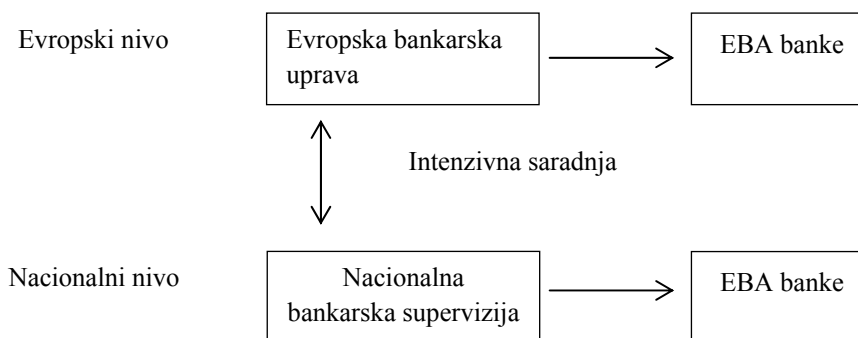 Evropski nivo
Evropska bankarska
uprava
EBA banke
Intenzivna saradnja
Nacionalni nivo
Nacionalna
bankarska supervizija
EBA banke